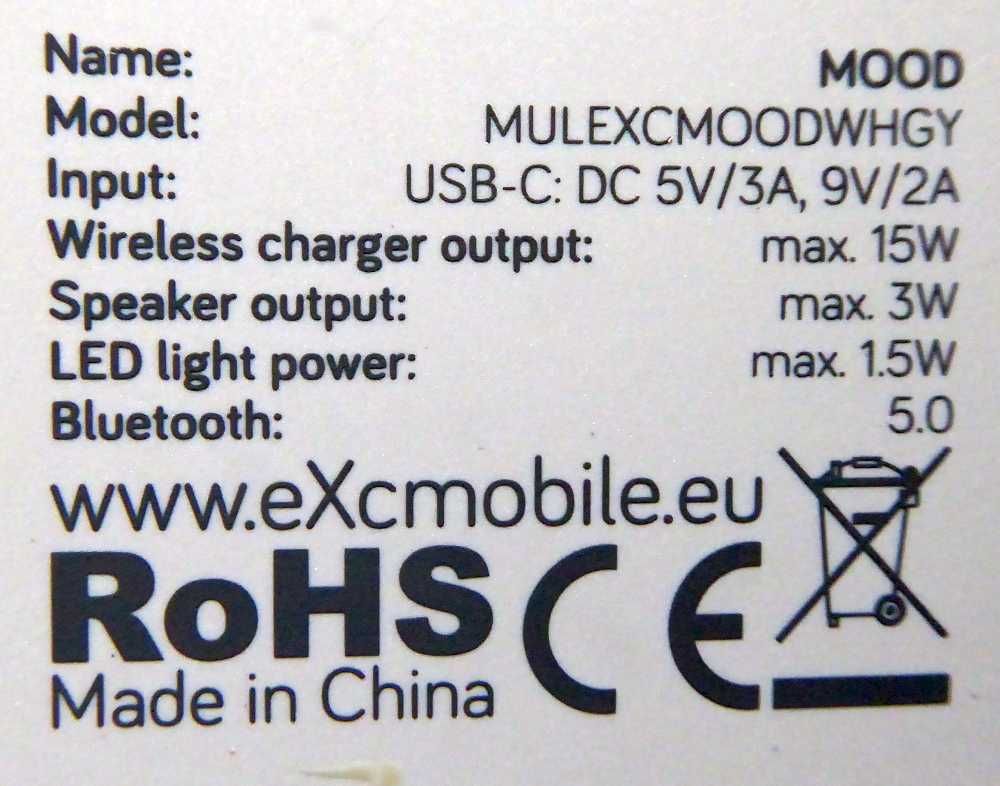 Name: MOOD
Model: MULEXCMOODWHGY
Input: USB-C: DC 5V/3A, 9V/2A
Wireless charger output: max. 15W
Speaker output: max. 3W
LED light power: max. 1.5W
Bluetooth: 5.0
www.eXcmobile.eu
RoHS CE
Made in China